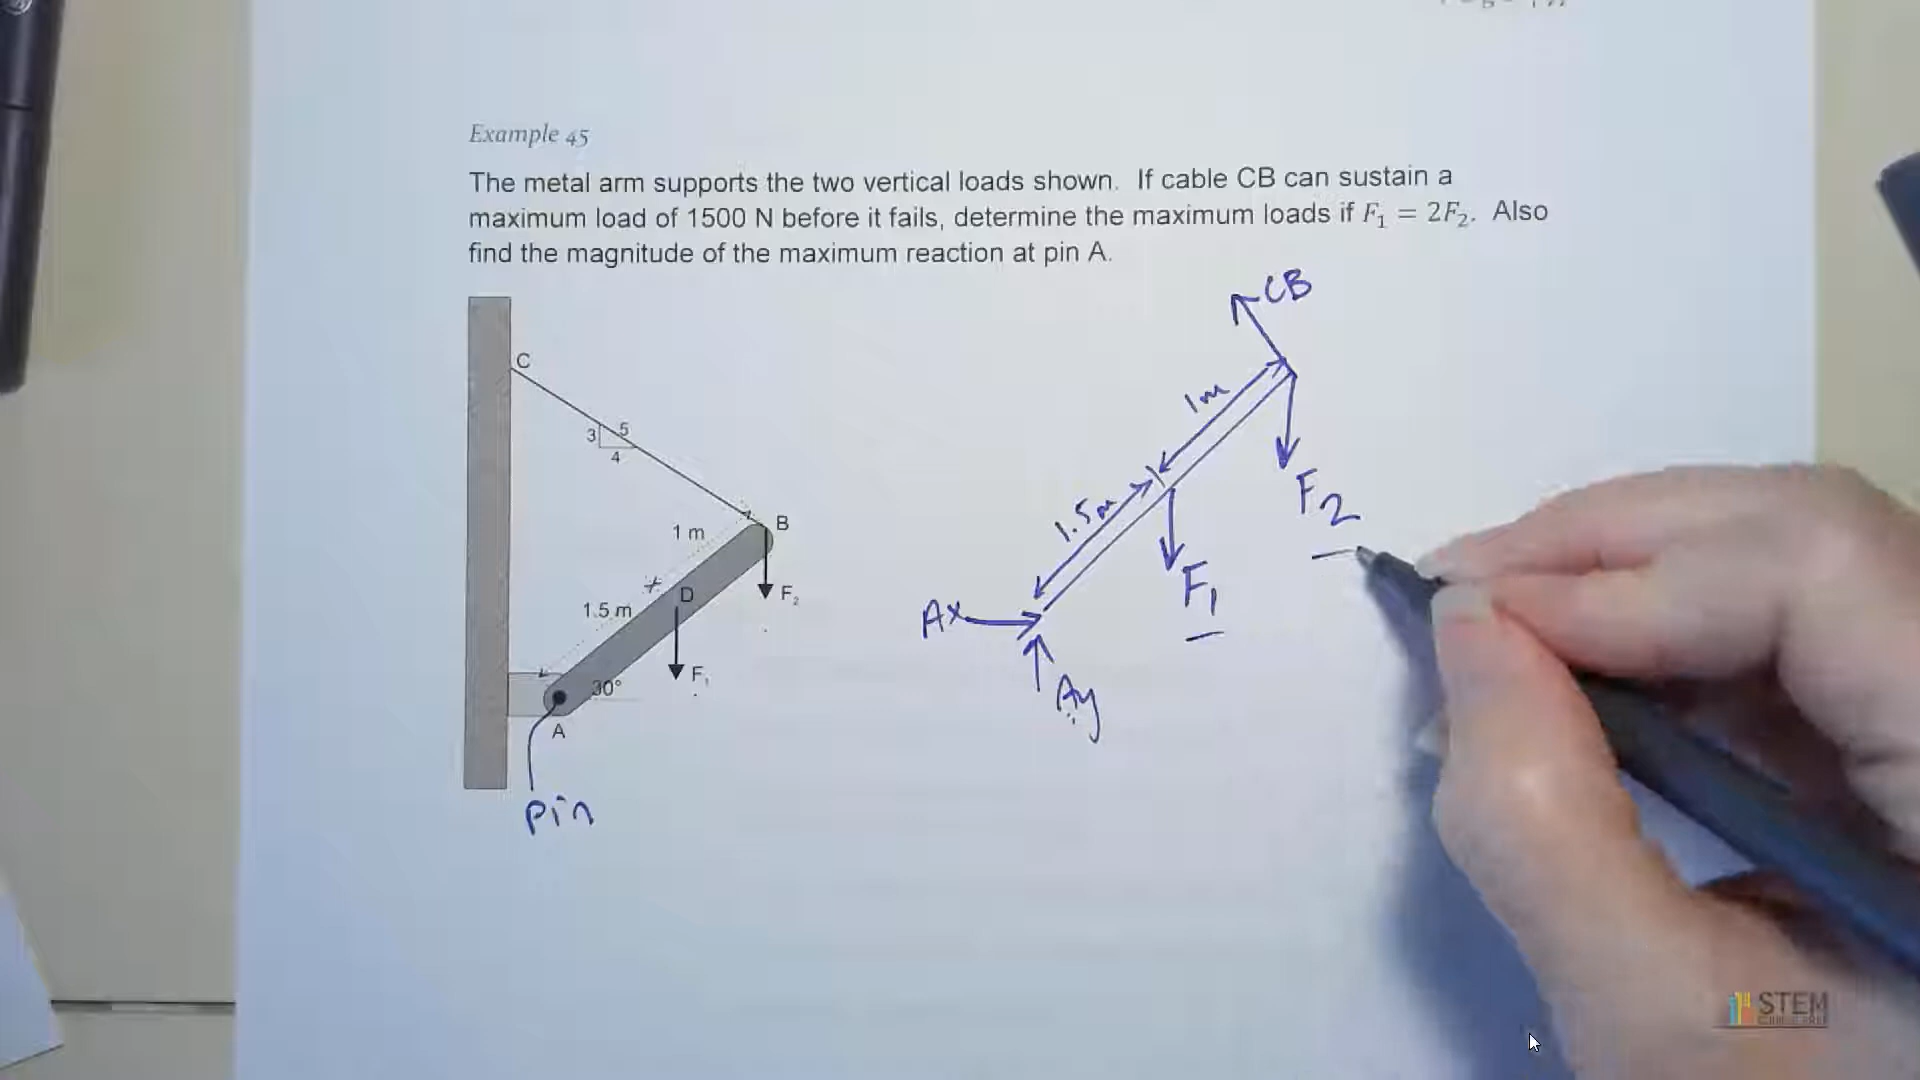 Example 45
The metal arm supports the two vertical loads shown. If cable CB can sustain a
maximum load of 1500 N before it fails, determine the maximum loads if F₁ = 2F₂. Also
find the magnitude of the maximum reaction at pin A.
C
3
5
4
B
1 m
D
F₂
1.5 m
F₁
30°
A
pin
CB
1m
1.5m
F2
F1
Ax
Ay
STEM